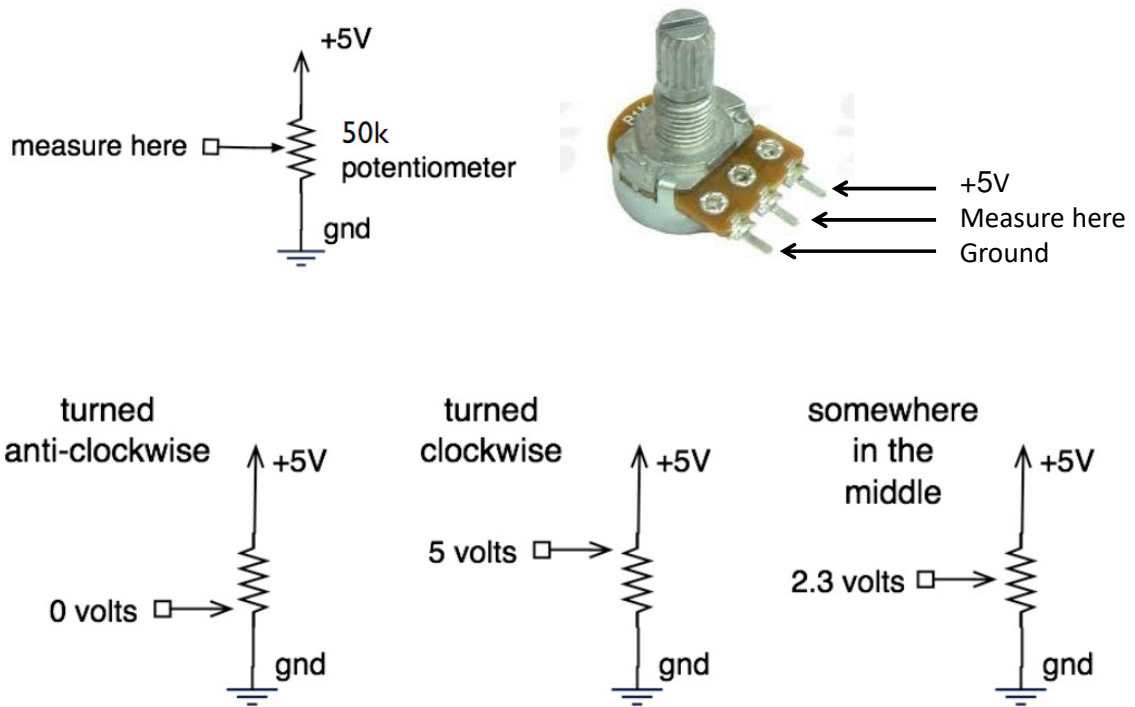 +5V
measure here
50k
potentiometer
gnd
B1K
+5V
Measure here
Ground
turned
anti-clockwise
+5V
0 volts
gnd
turned
clockwise
+5V
5 volts
gnd
somewhere
in the
middle
+5V
2.3 volts
gnd